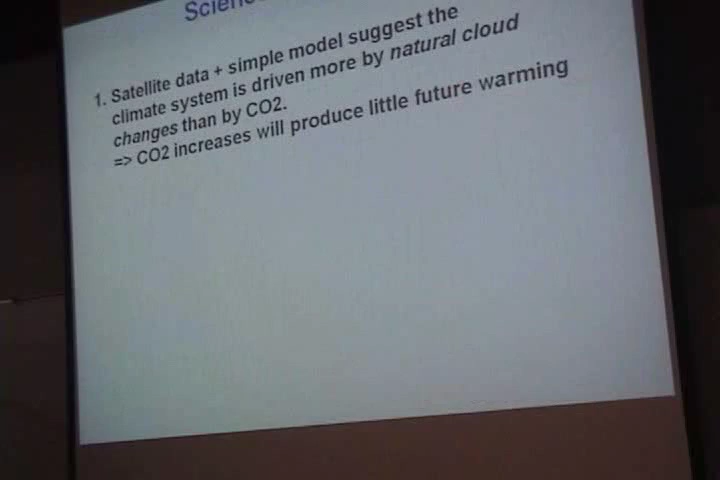 1. Satellite data + simple model suggest the
climate system is driven more by natural cloud
changes than by CO2.
=> CO2 increases will produce little future warming